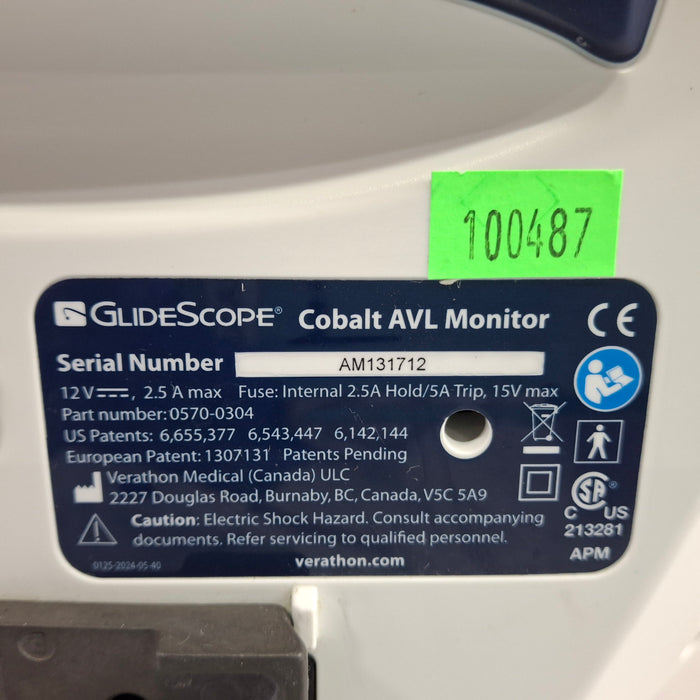 100487
GLIDESCOPE® Cobalt AVL Monitor CE
Serial Number AM131712
12V⎓, 2.5 A max Fuse: Internal 2.5A Hold/5A Trip, 15V max
Part number: 0570-0304
US Patents: 6,655,377 6,543,447 6,142,144
European Patent: 1307131 Patents Pending
Verathon Medical (Canada) ULC
2227 Douglas Road, Burnaby, BC, Canada, V5C 5A9
Caution: Electric Shock Hazard. Consult accompanying
documents. Refer servicing to qualified personnel.
0125-2024-05-40
verathon.com
SA®
C US
213281
APM